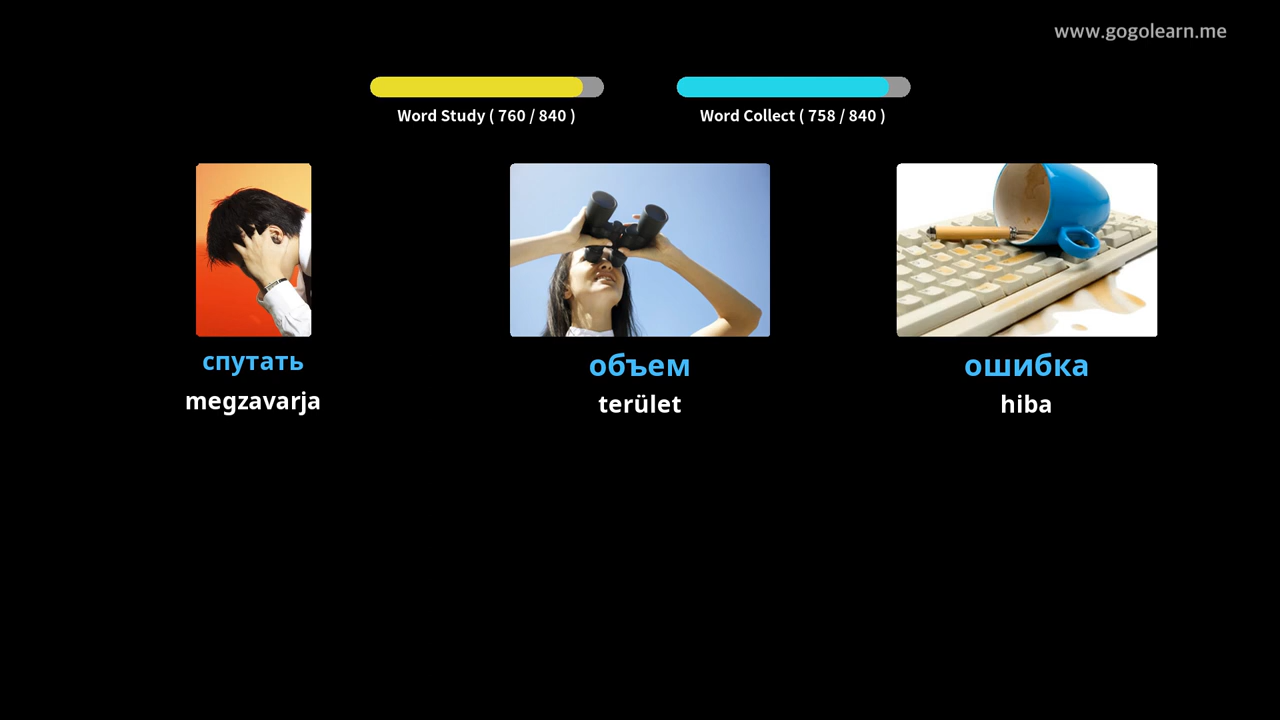 www.gogolearn.me
Word Study ( 760 / 840 )
Word Collect ( 758 / 840 )
спутать
megzavarja
объем
terület
ошибка
hiba